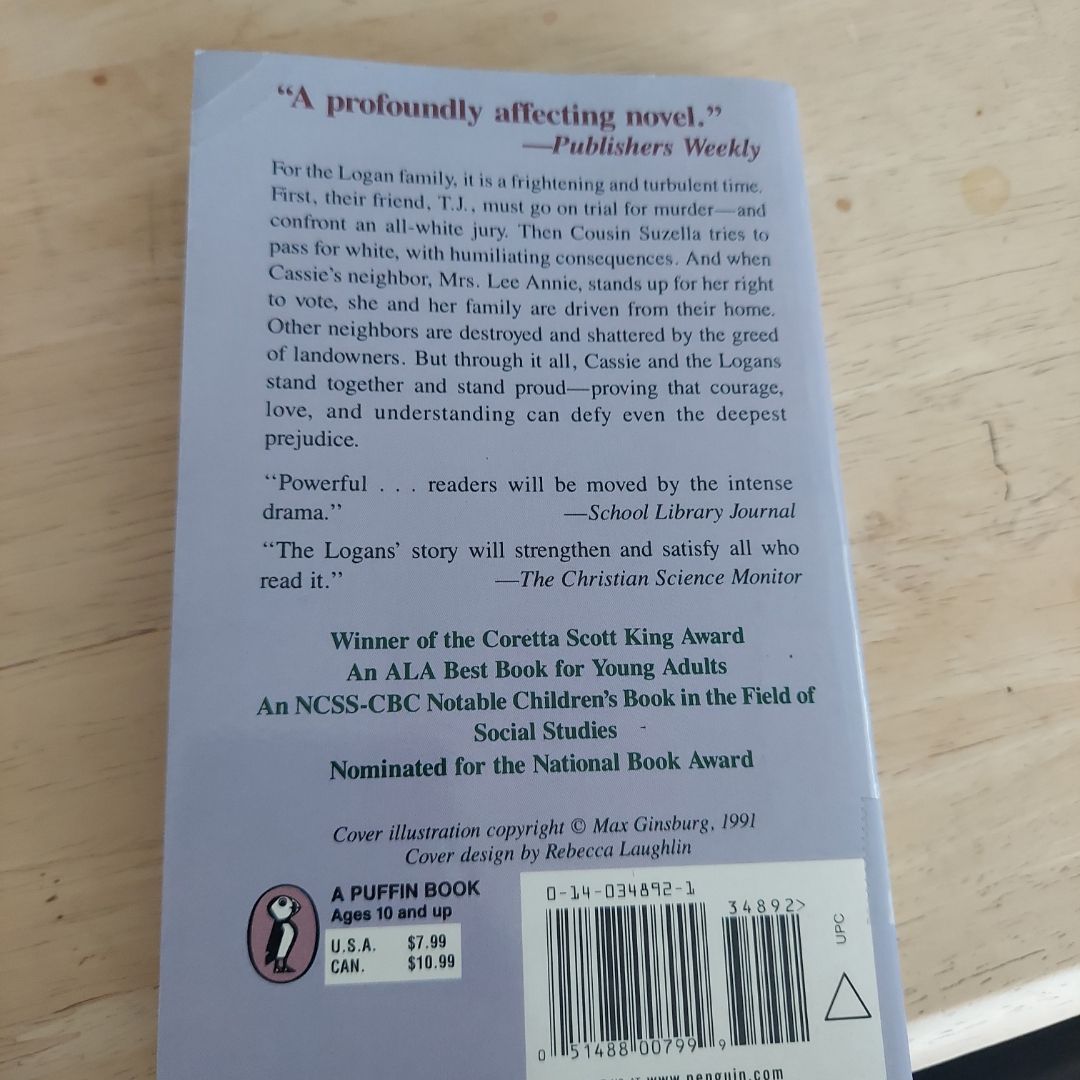 “A profoundly affecting novel.”
—Publishers Weekly
For the Logan family, it is a frightening and turbulent time.
First, their friend, T.J., must go on trial for murder—and
confront an all-white jury. Then Cousin Suzella tries to
pass for white, with humiliating consequences. And when
Cassie’s neighbor, Mrs. Lee Annie, stands up for her right
to vote, she and her family are driven from their home.
Other neighbors are destroyed and shattered by the greed
of landowners. But through it all, Cassie and the Logans
stand together and stand proud—proving that courage,
love, and understanding can defy even the deepest
prejudice.
“Powerful . . . readers will be moved by the intense
drama.” —School Library Journal
“The Logans’ story will strengthen and satisfy all who
read it.” —The Christian Science Monitor
Winner of the Coretta Scott King Award
An ALA Best Book for Young Adults
An NCSS-CBC Notable Children’s Book in the Field of
Social Studies
Nominated for the National Book Award
Cover illustration copyright © Max Ginsburg, 1991
Cover design by Rebecca Laughlin
A PUFFIN BOOK
Ages 10 and up
U.S.A. $7.99
CAN. $10.99
0-14-034892-1
34892>
UPC
0 51488 00799 9
www.penguin.com